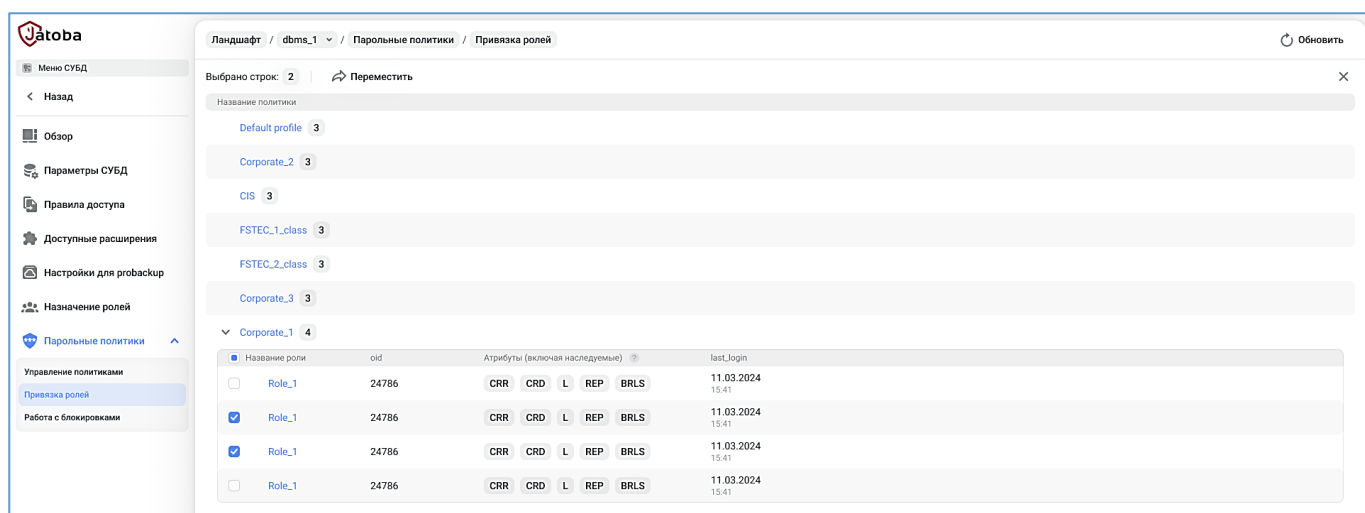 Jatoba
Меню СУБД
Назад
Обзор
Параметры СУБД
Правила доступа
Доступные расширения
Настройки для probackup
Назначение ролей
Парольные политики
Управление политиками
Привязка ролей
Работа с блокировками
Ландшафт / dbms_1 / Парольные политики / Привязка ролей
Обновить
Выбрано строк: 2 Переместить
Название политики
Default profile 3
Corporate_2 3
CIS 3
FSTEC_1_class 3
FSTEC_2_class 3
Corporate_3 3
Corporate_1 4
Название роли oid Атрибуты (включая наследуемые) ? last_login
Role_1 24786 CRR CRD L REP BRLS 11.03.2024
15:41
Role_1 24786 CRR CRD L REP BRLS 11.03.2024
15:41
Role_1 24786 CRR CRD L REP BRLS 11.03.2024
15:41
Role_1 24786 CRR CRD L REP BRLS 11.03.2024
15:41